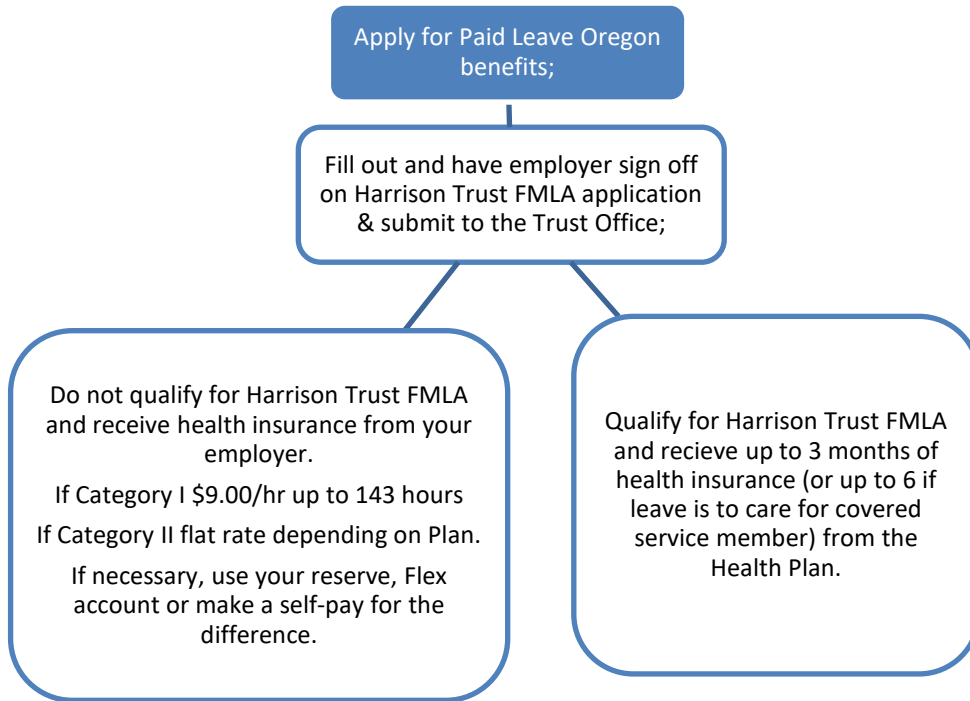 Apply for Paid Leave Oregon
benefits;
Fill out and have employer sign off
on Harrison Trust FMLA application
& submit to the Trust Office;
Do not qualify for Harrison Trust FMLA
and receive health insurance from your
employer.
If Category I $9.00/hr up to 143 hours
If Category II flat rate depending on Plan.
If necessary, use your reserve, Flex
account or make a self-pay for the
difference.
Qualify for Harrison Trust FMLA
and recieve up to 3 months of
health insurance (or up to 6 if
leave is to care for covered
service member) from the
Health Plan.